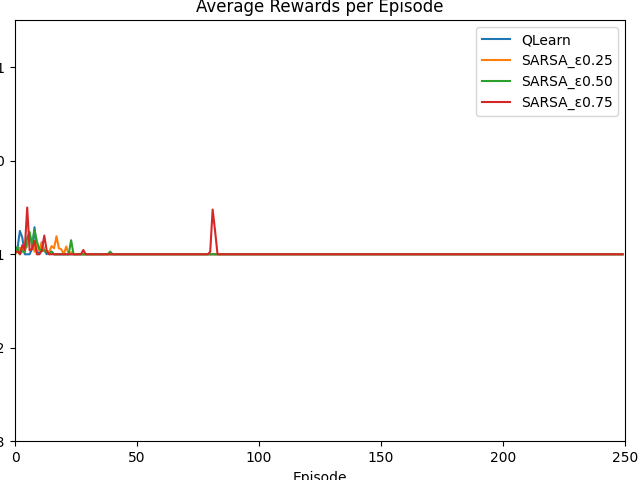 Average Rewards per Episode
QLearn
SARSA_ε0.25
SARSA_ε0.50
SARSA_ε0.75
1
0
1
2
3
0 50 100 150 200 250
Episode